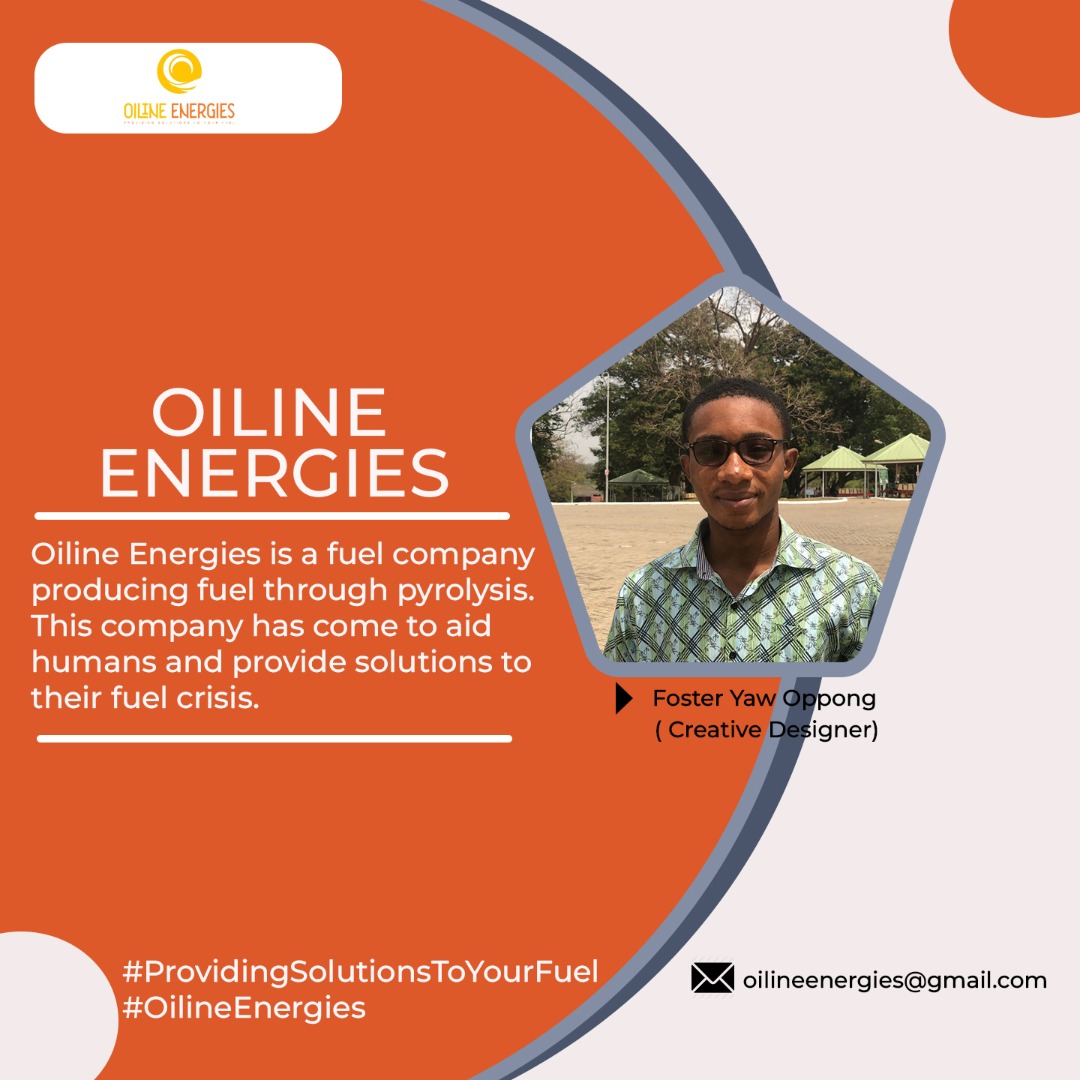 OILINE ENERGIES
OILINE
ENERGIES
Oiline Energies is a fuel company
producing fuel through pyrolysis.
This company has come to aid
humans and provide solutions to
their fuel crisis.
Foster Yaw Oppong
( Creative Designer)
#ProvidingSolutionsToYourFuel
#OilineEnergies
oilineenergies@gmail.com